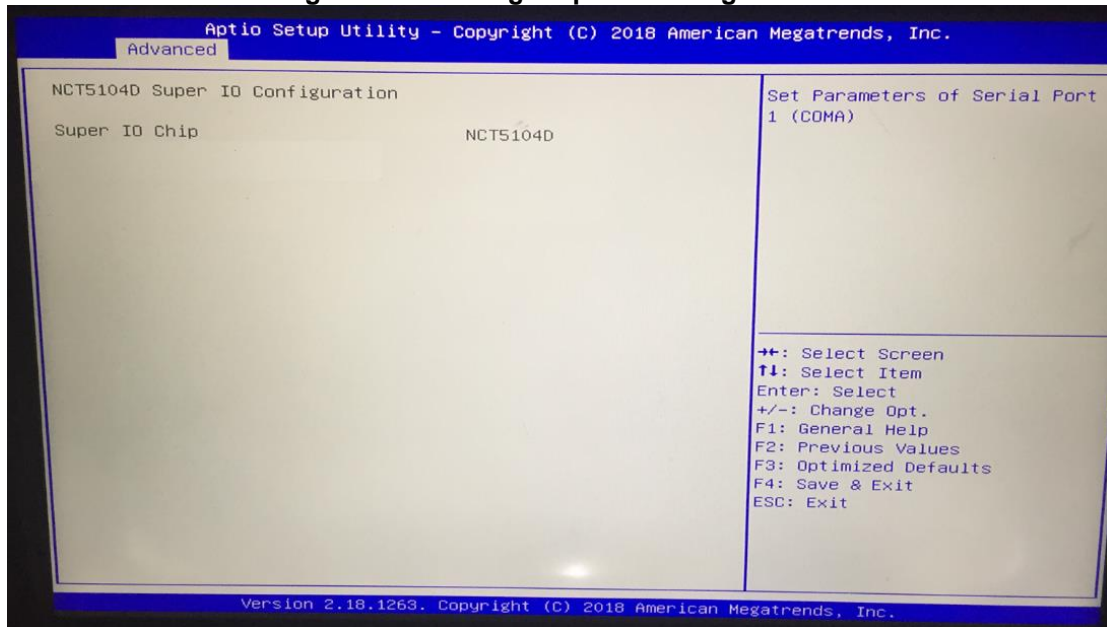 Aptio Setup Utility – Copyright (C) 2018 American Megatrends, Inc.
Advanced
NCT5104D Super IO Configuration
Super IO Chip NCT5104D
Set Parameters of Serial Port
1 (COMA)
→←: Select Screen
↑↓: Select Item
Enter: Select
+/-: Change Opt.
F1: General Help
F2: Previous Values
F3: Optimized Defaults
F4: Save & Exit
ESC: Exit
Version 2.18.1263. Copyright (C) 2018 American Megatrends, Inc.